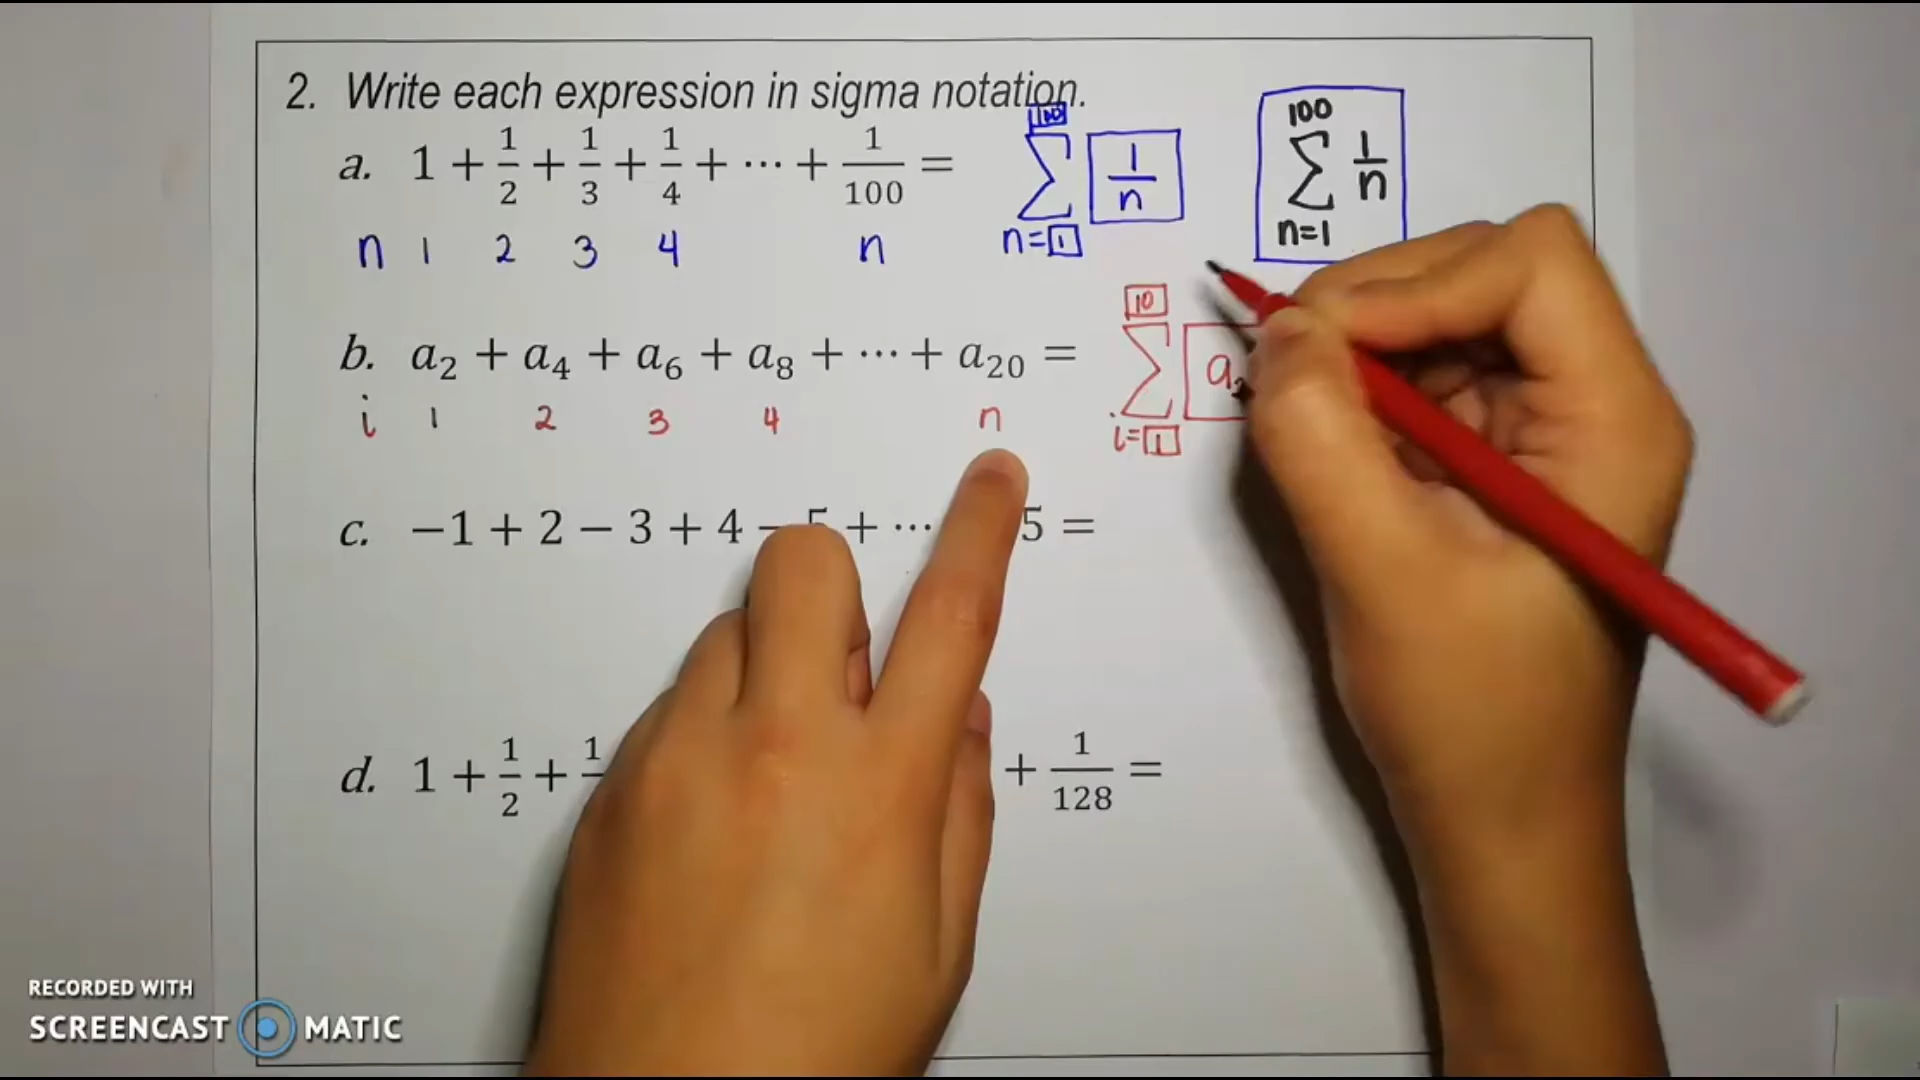 2. Write each expression in sigma notation.
a. 1 + 1/2 + 1/3 + 1/4 + ⋯ + 1/100 =
100
∑ 1/n
n=1
100
∑ 1/n
n=1
n 1 2 3 4 n
b. a₂ + a₄ + a₆ + a₈ + ⋯ + a₂₀ =
10
∑ a
i=1
i 1 2 3 4 n
c. −1 + 2 − 3 + 4 − 5 + ⋯ 5 =
d. 1 + 1/2 + + 1/128 =
RECORDED WITH
SCREENCAST MATIC